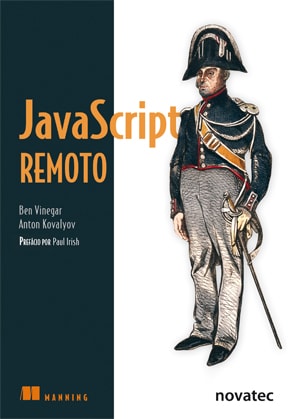 JavaScript
REMOTO
Ben Vinegar
Anton Kovalyov
PREFÁCIO POR Paul Irish
MANNING
novatec